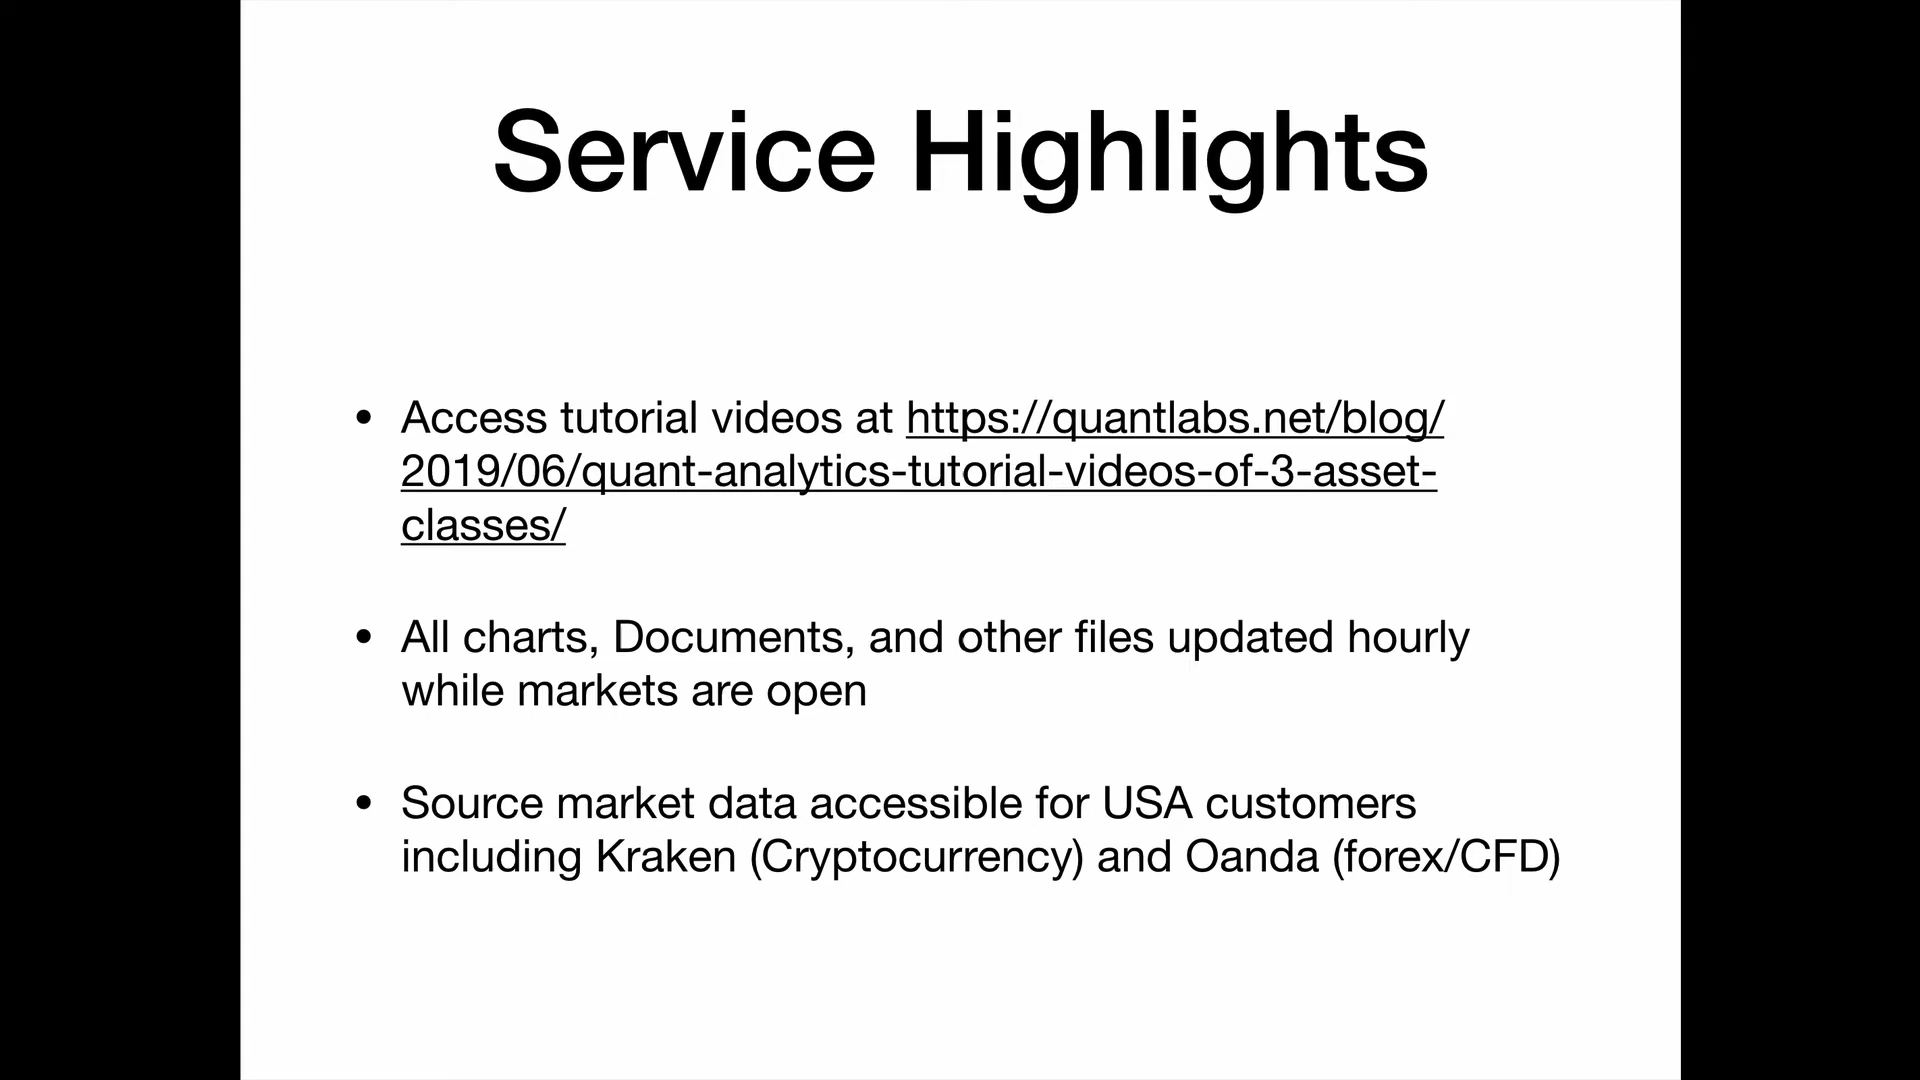 Service Highlights
• Access tutorial videos at https://quantlabs.net/blog/
2019/06/quant-analytics-tutorial-videos-of-3-asset-
classes/
• All charts, Documents, and other files updated hourly
while markets are open
• Source market data accessible for USA customers
including Kraken (Cryptocurrency) and Oanda (forex/CFD)